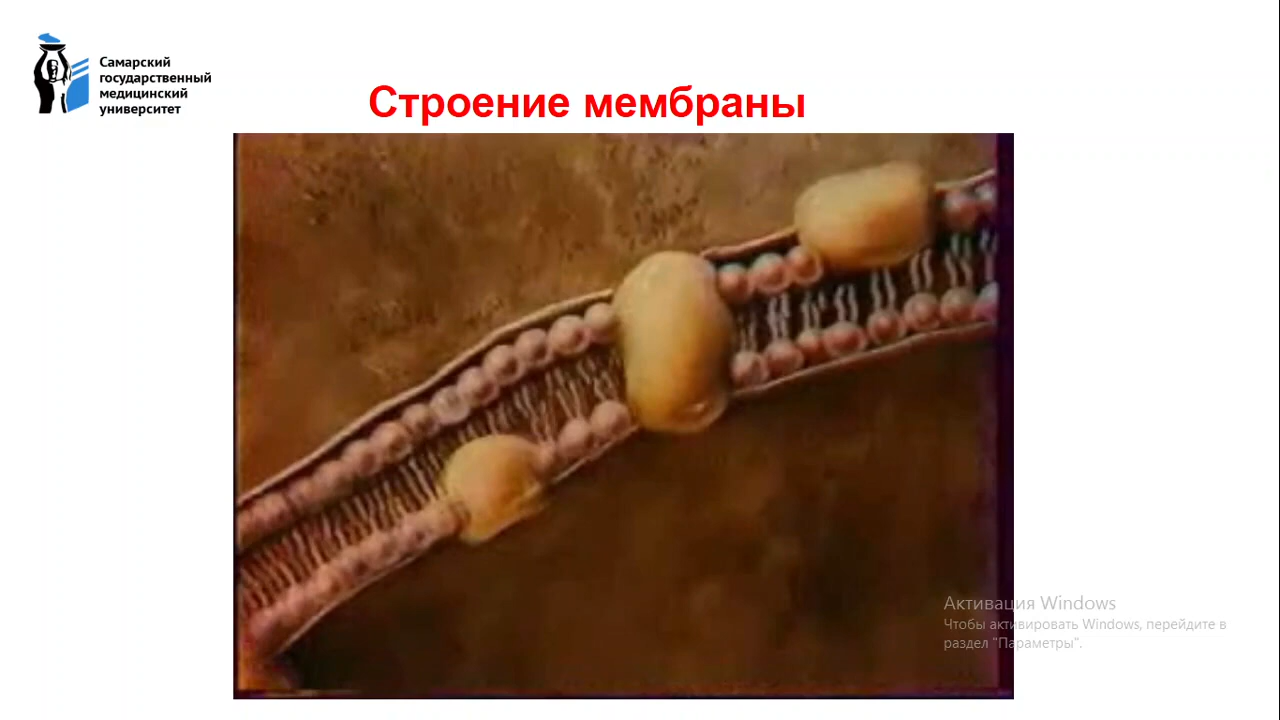 Самарский
государственный
медицинский
университет
Строение мембраны
Активация Windows
Чтобы активировать Windows, перейдите в
раздел "Параметры".